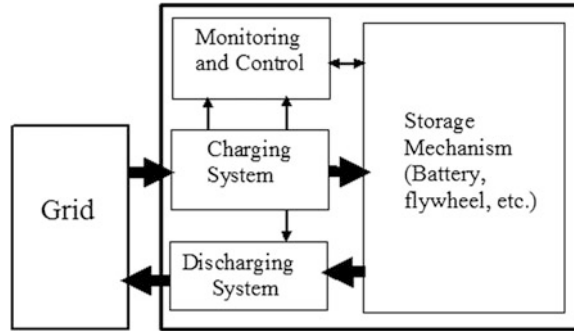 Monitoring
and Control
Charging
System
Storage
Mechanism
(Battery,
flywheel, etc.)
Grid
Discharging
System